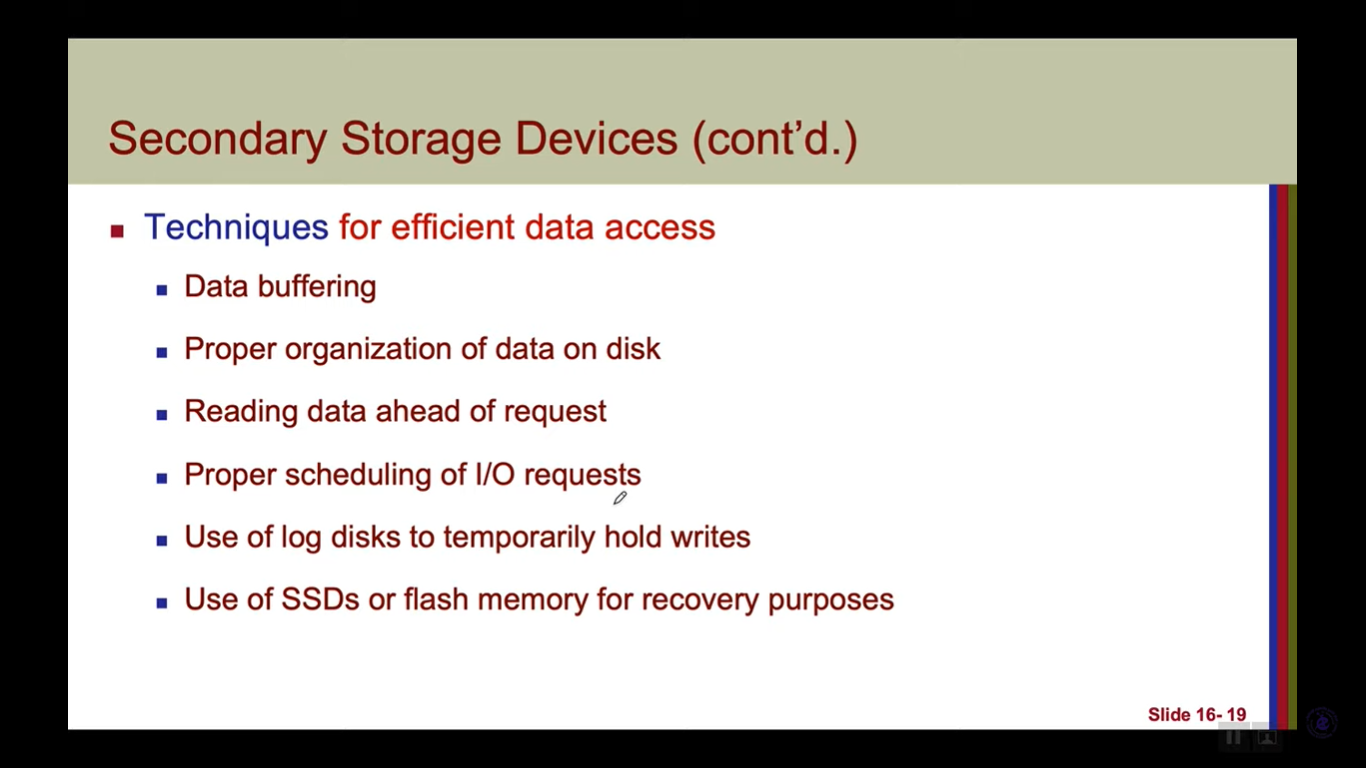 Secondary Storage Devices (cont’d.)
Techniques for efficient data access
Data buffering
Proper organization of data on disk
Reading data ahead of request
Proper scheduling of I/O requests
Use of log disks to temporarily hold writes
Use of SSDs or flash memory for recovery purposes
Slide 16- 19